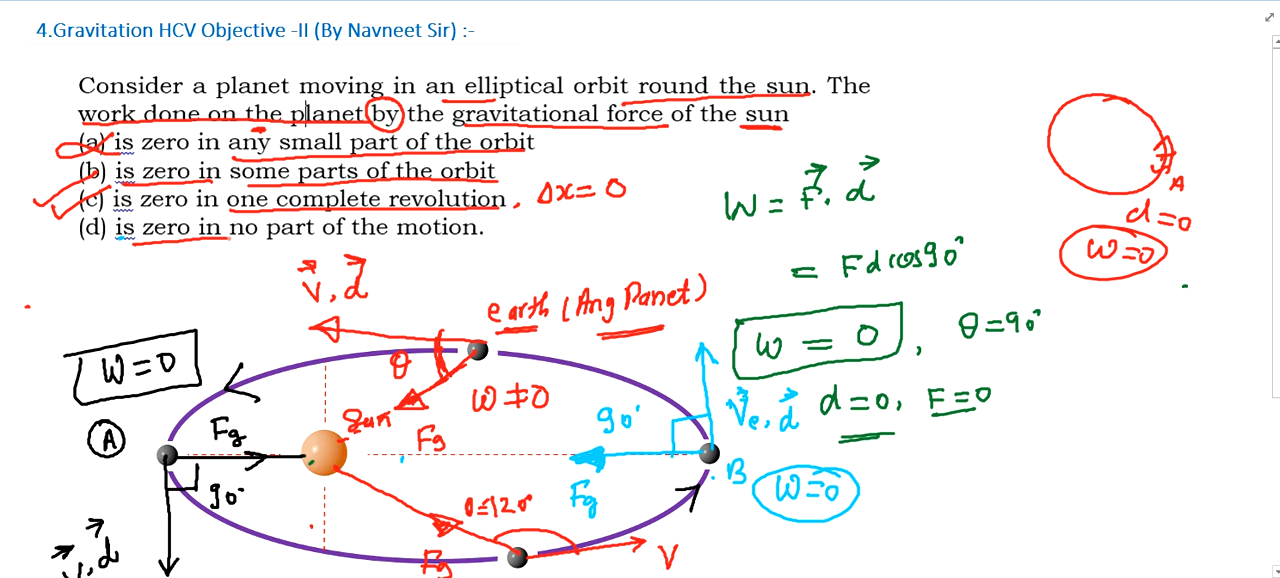 4.Gravitation HCV Objective -II (By Navneet Sir) :-
Consider a planet moving in an elliptical orbit round the sun. The
work done on the planet by the gravitational force of the sun
(a) is zero in any small part of the orbit
(b) is zero in some parts of the orbit
(c) is zero in one complete revolution. Δx = 0
(d) is zero in no part of the motion.
A
d=0
W=0
W = F. d
= Fd cos90°
W = 0, θ=90°
d=0, F=0
V, d
earth (Any Planet)
θ
W≠0
W=0
Sun
Fg
A
Fg
90°
V, d
90°
Ve, d
Fg
B
W=0
θ=120°
Fg
V